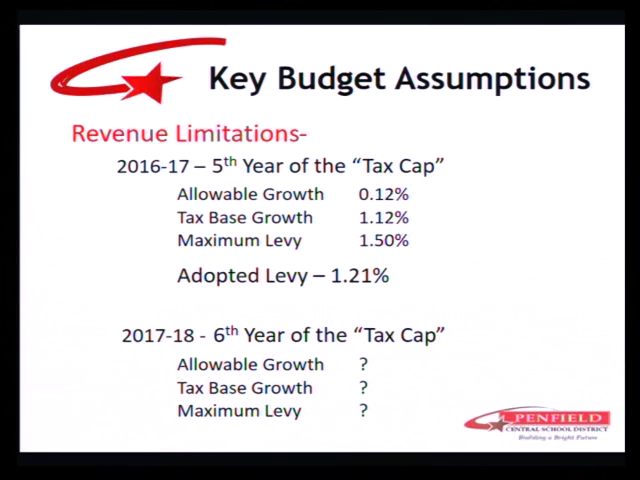 Key Budget Assumptions
Revenue Limitations-
2016-17 – 5th Year of the “Tax Cap”
Allowable Growth 0.12%
Tax Base Growth 1.12%
Maximum Levy 1.50%
Adopted Levy – 1.21%
2017-18 - 6th Year of the “Tax Cap”
Allowable Growth ?
Tax Base Growth ?
Maximum Levy ?
PENFIELD
CENTRAL SCHOOL DISTRICT
Building a Bright Future